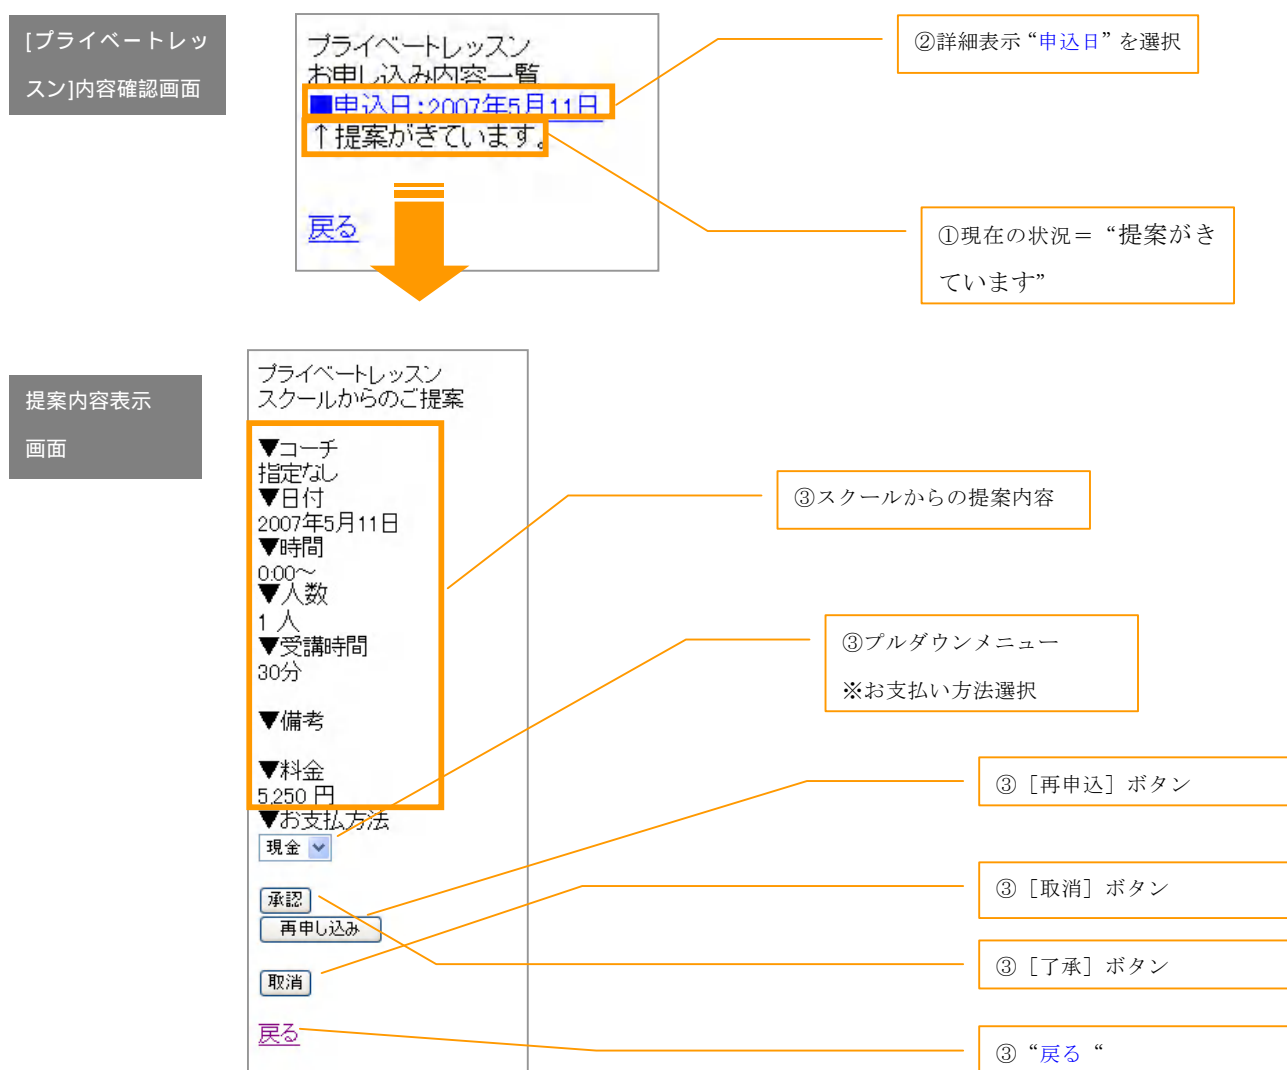 [プライベートレッ
スン]内容確認画面
プライベートレッスン
お申し込み内容一覧
■申込日:2007年5月11日
↑提案がきています。
戻る
②詳細表示“申込日”を選択
①現在の状況＝“提案がき
ています”
提案内容表示
画面
プライベートレッスン
スクールからのご提案
▼コーチ
指定なし
▼日付
2007年5月11日
▼時間
0:00～
▼人数
1 人
▼受講時間
30分
▼備考
▼料金
5,250 円
▼お支払方法
現金
承認
再申し込み
取消
戻る
③スクールからの提案内容
③プルダウンメニュー
※お支払い方法選択
③［再申込］ボタン
③［取消］ボタン
③［了承］ボタン
③“戻る“